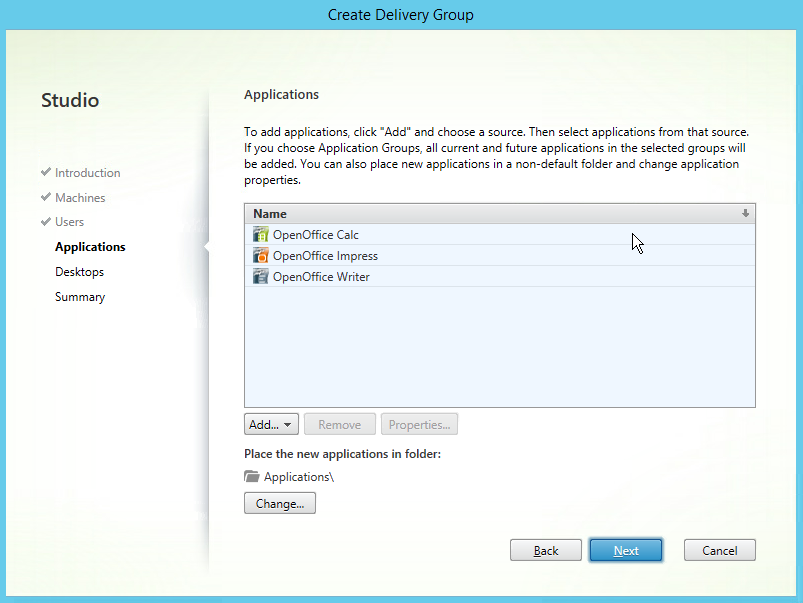 Create Delivery Group
Studio
Introduction
Machines
Users
Applications
Desktops
Summary
Applications
To add applications, click "Add" and choose a source. Then select applications from that source.
If you choose Application Groups, all current and future applications in the selected groups will
be added. You can also place new applications in a non-default folder and change application
properties.
Name
OpenOffice Calc
OpenOffice Impress
OpenOffice Writer
Add... Remove Properties...
Place the new applications in folder:
Applications\
Change...
Back Next Cancel